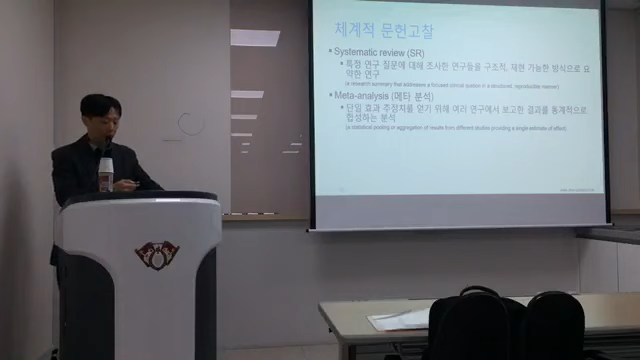 체계적 문헌고찰
• Systematic review (SR)
• 특정 연구 질문에 대해 조사한 연구들을 구조적, 재현 가능한 방식으로 요
약한 연구
(a research summary that addresses a focused clinical question in a structured, reproducible manner)
• Meta-analysis (메타 분석)
• 단일 효과 추정치를 얻기 위해 여러 연구에서 보고한 결과를 통계적으로
합성하는 분석
(a statistical pooling or aggregation of results from different studies providing a single estimate of effect)